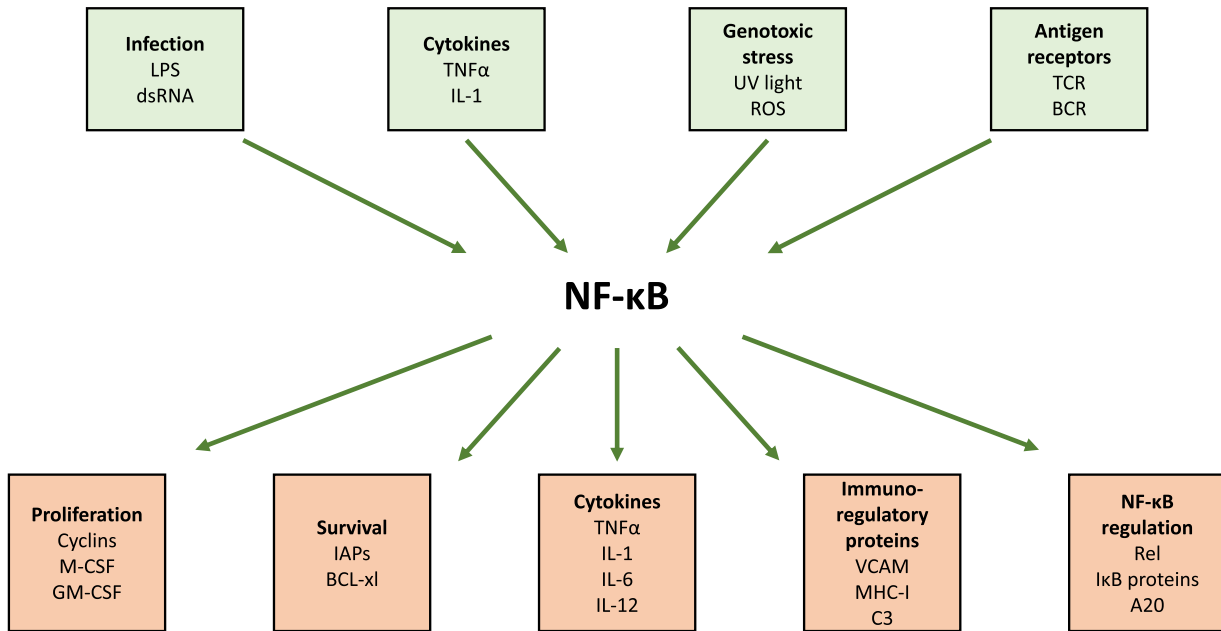 Infection
LPS
dsRNA
Cytokines
TNFα
IL-1
Genotoxic
stress
UV light
ROS
Antigen
receptors
TCR
BCR
NF-κB
Proliferation
Cyclins
M-CSF
GM-CSF
Survival
IAPs
BCL-xl
Cytokines
TNFα
IL-1
IL-6
IL-12
Immuno-
regulatory
proteins
VCAM
MHC-I
C3
NF-κB
regulation
Rel
IκB proteins
A20